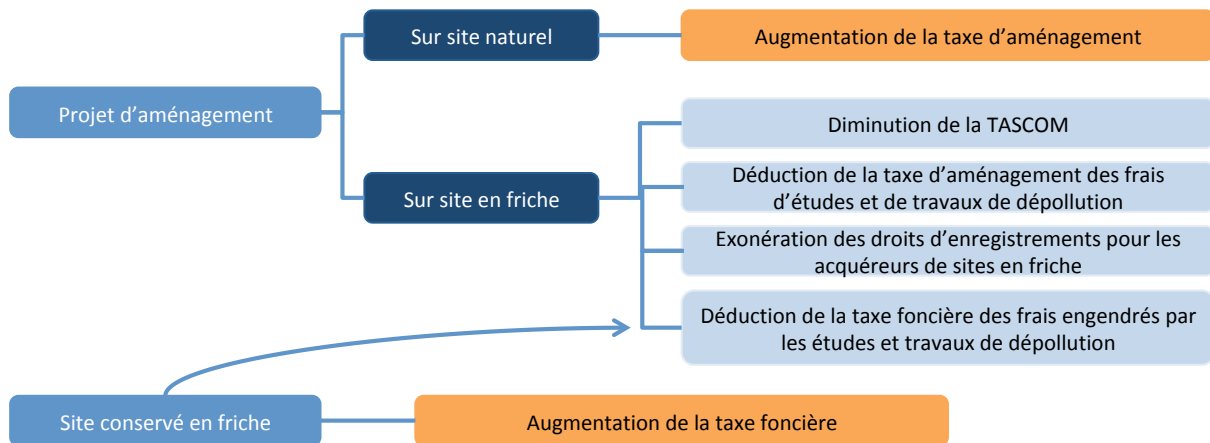 Sur site naturel
Augmentation de la taxe d’aménagement
Projet d’aménagement
Diminution de la TASCOM
Sur site en friche
Déduction de la taxe d’aménagement des frais
d’études et de travaux de dépollution
Exonération des droits d’enregistrements pour les
acquéreurs de sites en friche
Déduction de la taxe foncière des frais engendrés par
les études et travaux de dépollution
Site conservé en friche
Augmentation de la taxe foncière